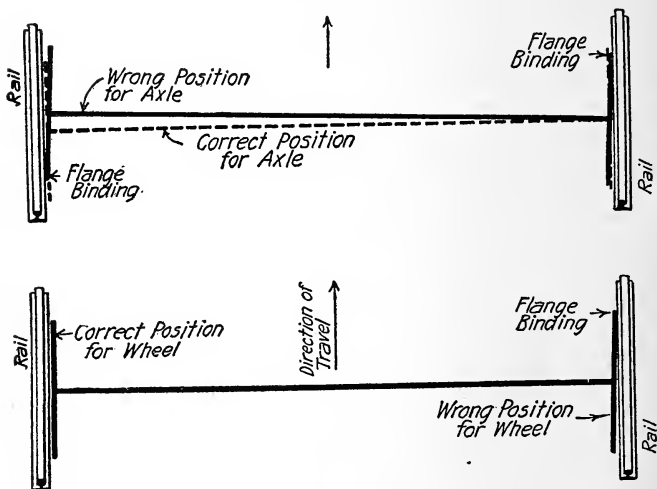 Rail
Wrong Position
for Axle
Flange
Binding
Correct Position
for Axle
Flange
Binding.
Rail
Rail
Correct Position
for Wheel
Direction of
Travel
Flange
Binding
Wrong Position
for Wheel
Rail